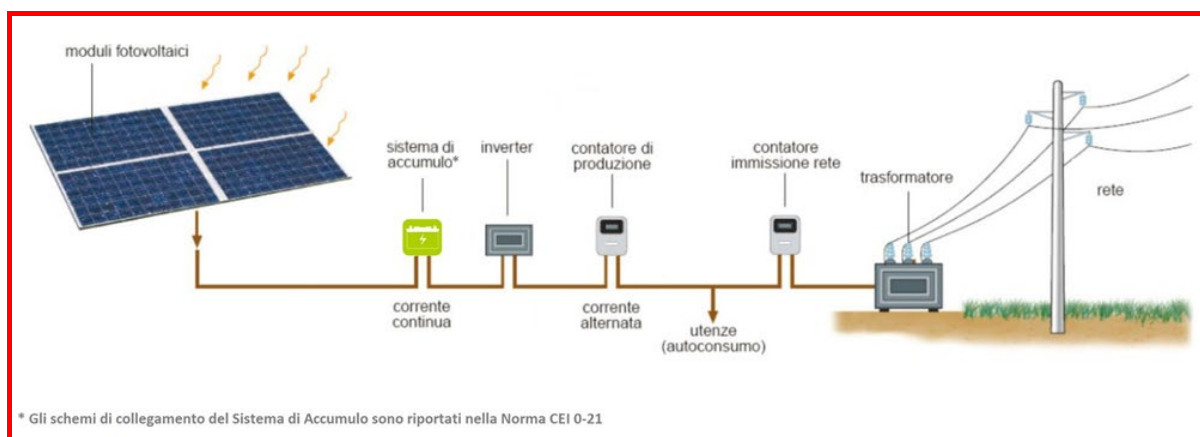 moduli fotovoltaici
sistema di
accumulo*
inverter
contatore di
produzione
contatore
immissione rete
trasformatore
rete
corrente
continua
corrente
alternata
utenze
(autoconsumo)
* Gli schemi di collegamento del Sistema di Accumulo sono riportati nella Norma CEI 0-21